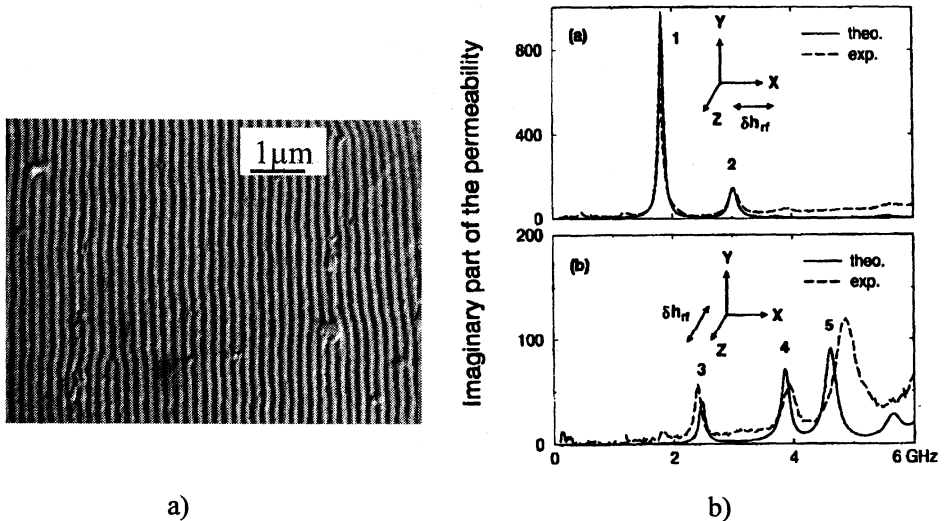 1μm
a)
Imaginary part of the permeability
800
400
0
(a)
1
2
Y
X
Z
δh_rf
theo.
exp.
200
100
0
(b)
3
4
5
Y
X
Z
δh_rf
theo.
exp.
0
2
4
6 GHz
b)